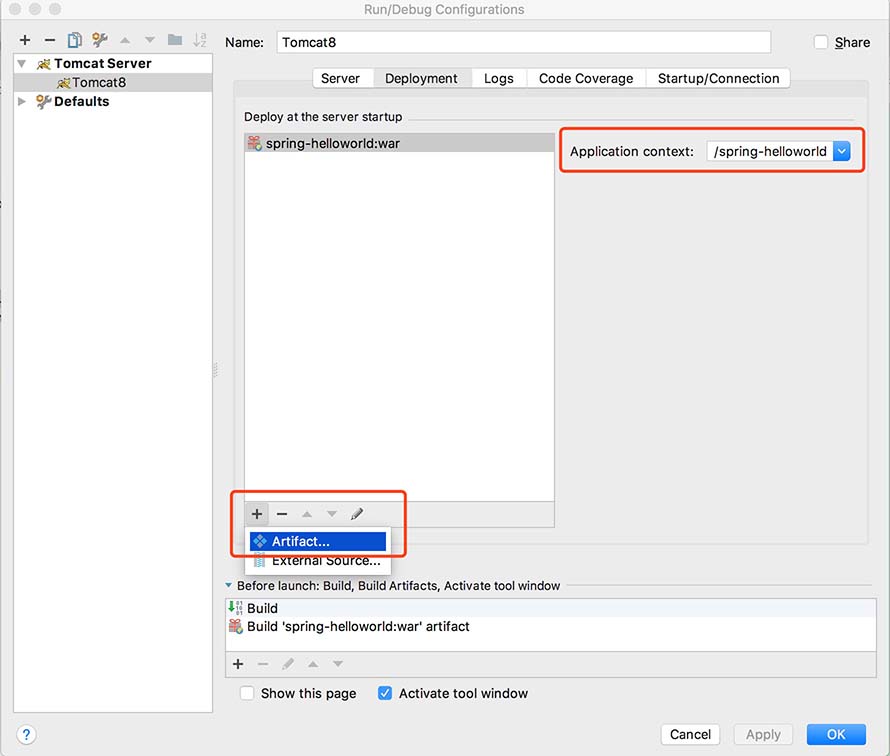 Run/Debug Configurations
Name: Tomcat8 Share
Tomcat Server
Tomcat8
Defaults
Server Deployment Logs Code Coverage Startup/Connection
Deploy at the server startup
spring-helloworld:war
Application context: /spring-helloworld
Artifact...
External Source...
Before launch: Build, Build Artifacts, Activate tool window
Build
Build 'spring-helloworld:war' artifact
Show this page Activate tool window
? Cancel Apply OK